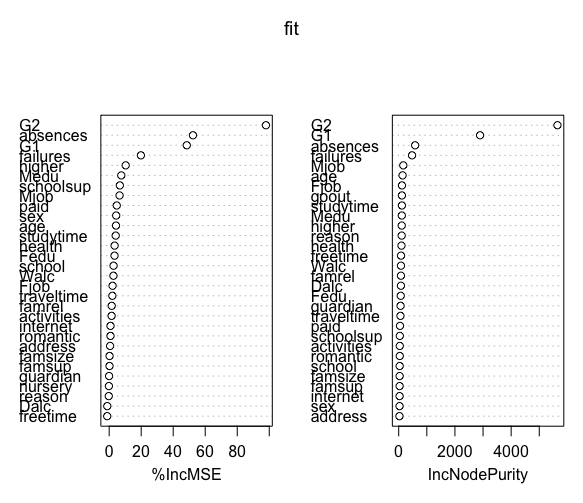 fit
G2
absences
G1
failures
higher
Medu
schoolsup
Mjob
paid
sex
age
studytime
health
Fedu
school
Walc
Fjob
traveltime
famrel
activities
internet
romantic
address
famsize
famsup
guardian
nursery
reason
Dalc
freetime
0 20 40 60 80
%IncMSE
G2
G1
absences
failures
Mjob
age
Fjob
goout
studytime
Medu
higher
reason
health
freetime
Walc
famrel
Dalc
Fedu
guardian
traveltime
paid
schoolsup
activities
romantic
school
famsize
famsup
internet
sex
address
0 2000 4000
IncNodePurity